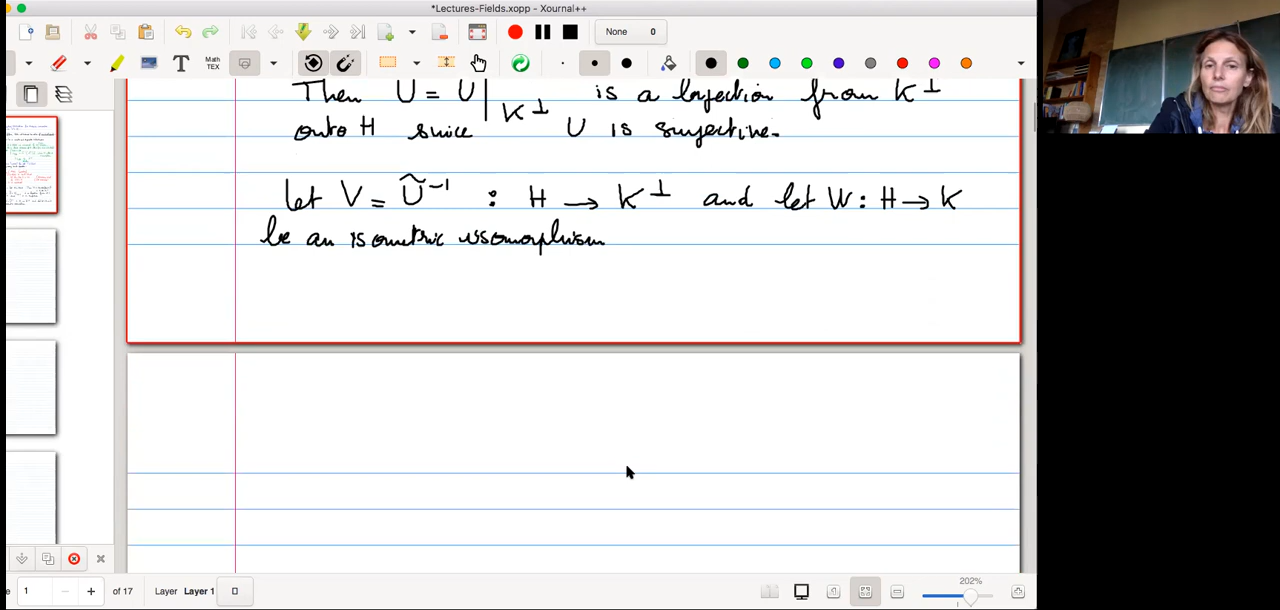 *Lectures-Fields.xopp - Xournal++
None 0
T Math TEX
Then U = U| K⊥ is a bijection from K⊥
onto H since U is surjective.
Let V = Ũ⁻¹ : H → K⊥ and let W : H → K
be an isometric isomorphism
e 1 of 17 Layer Layer 1 202%